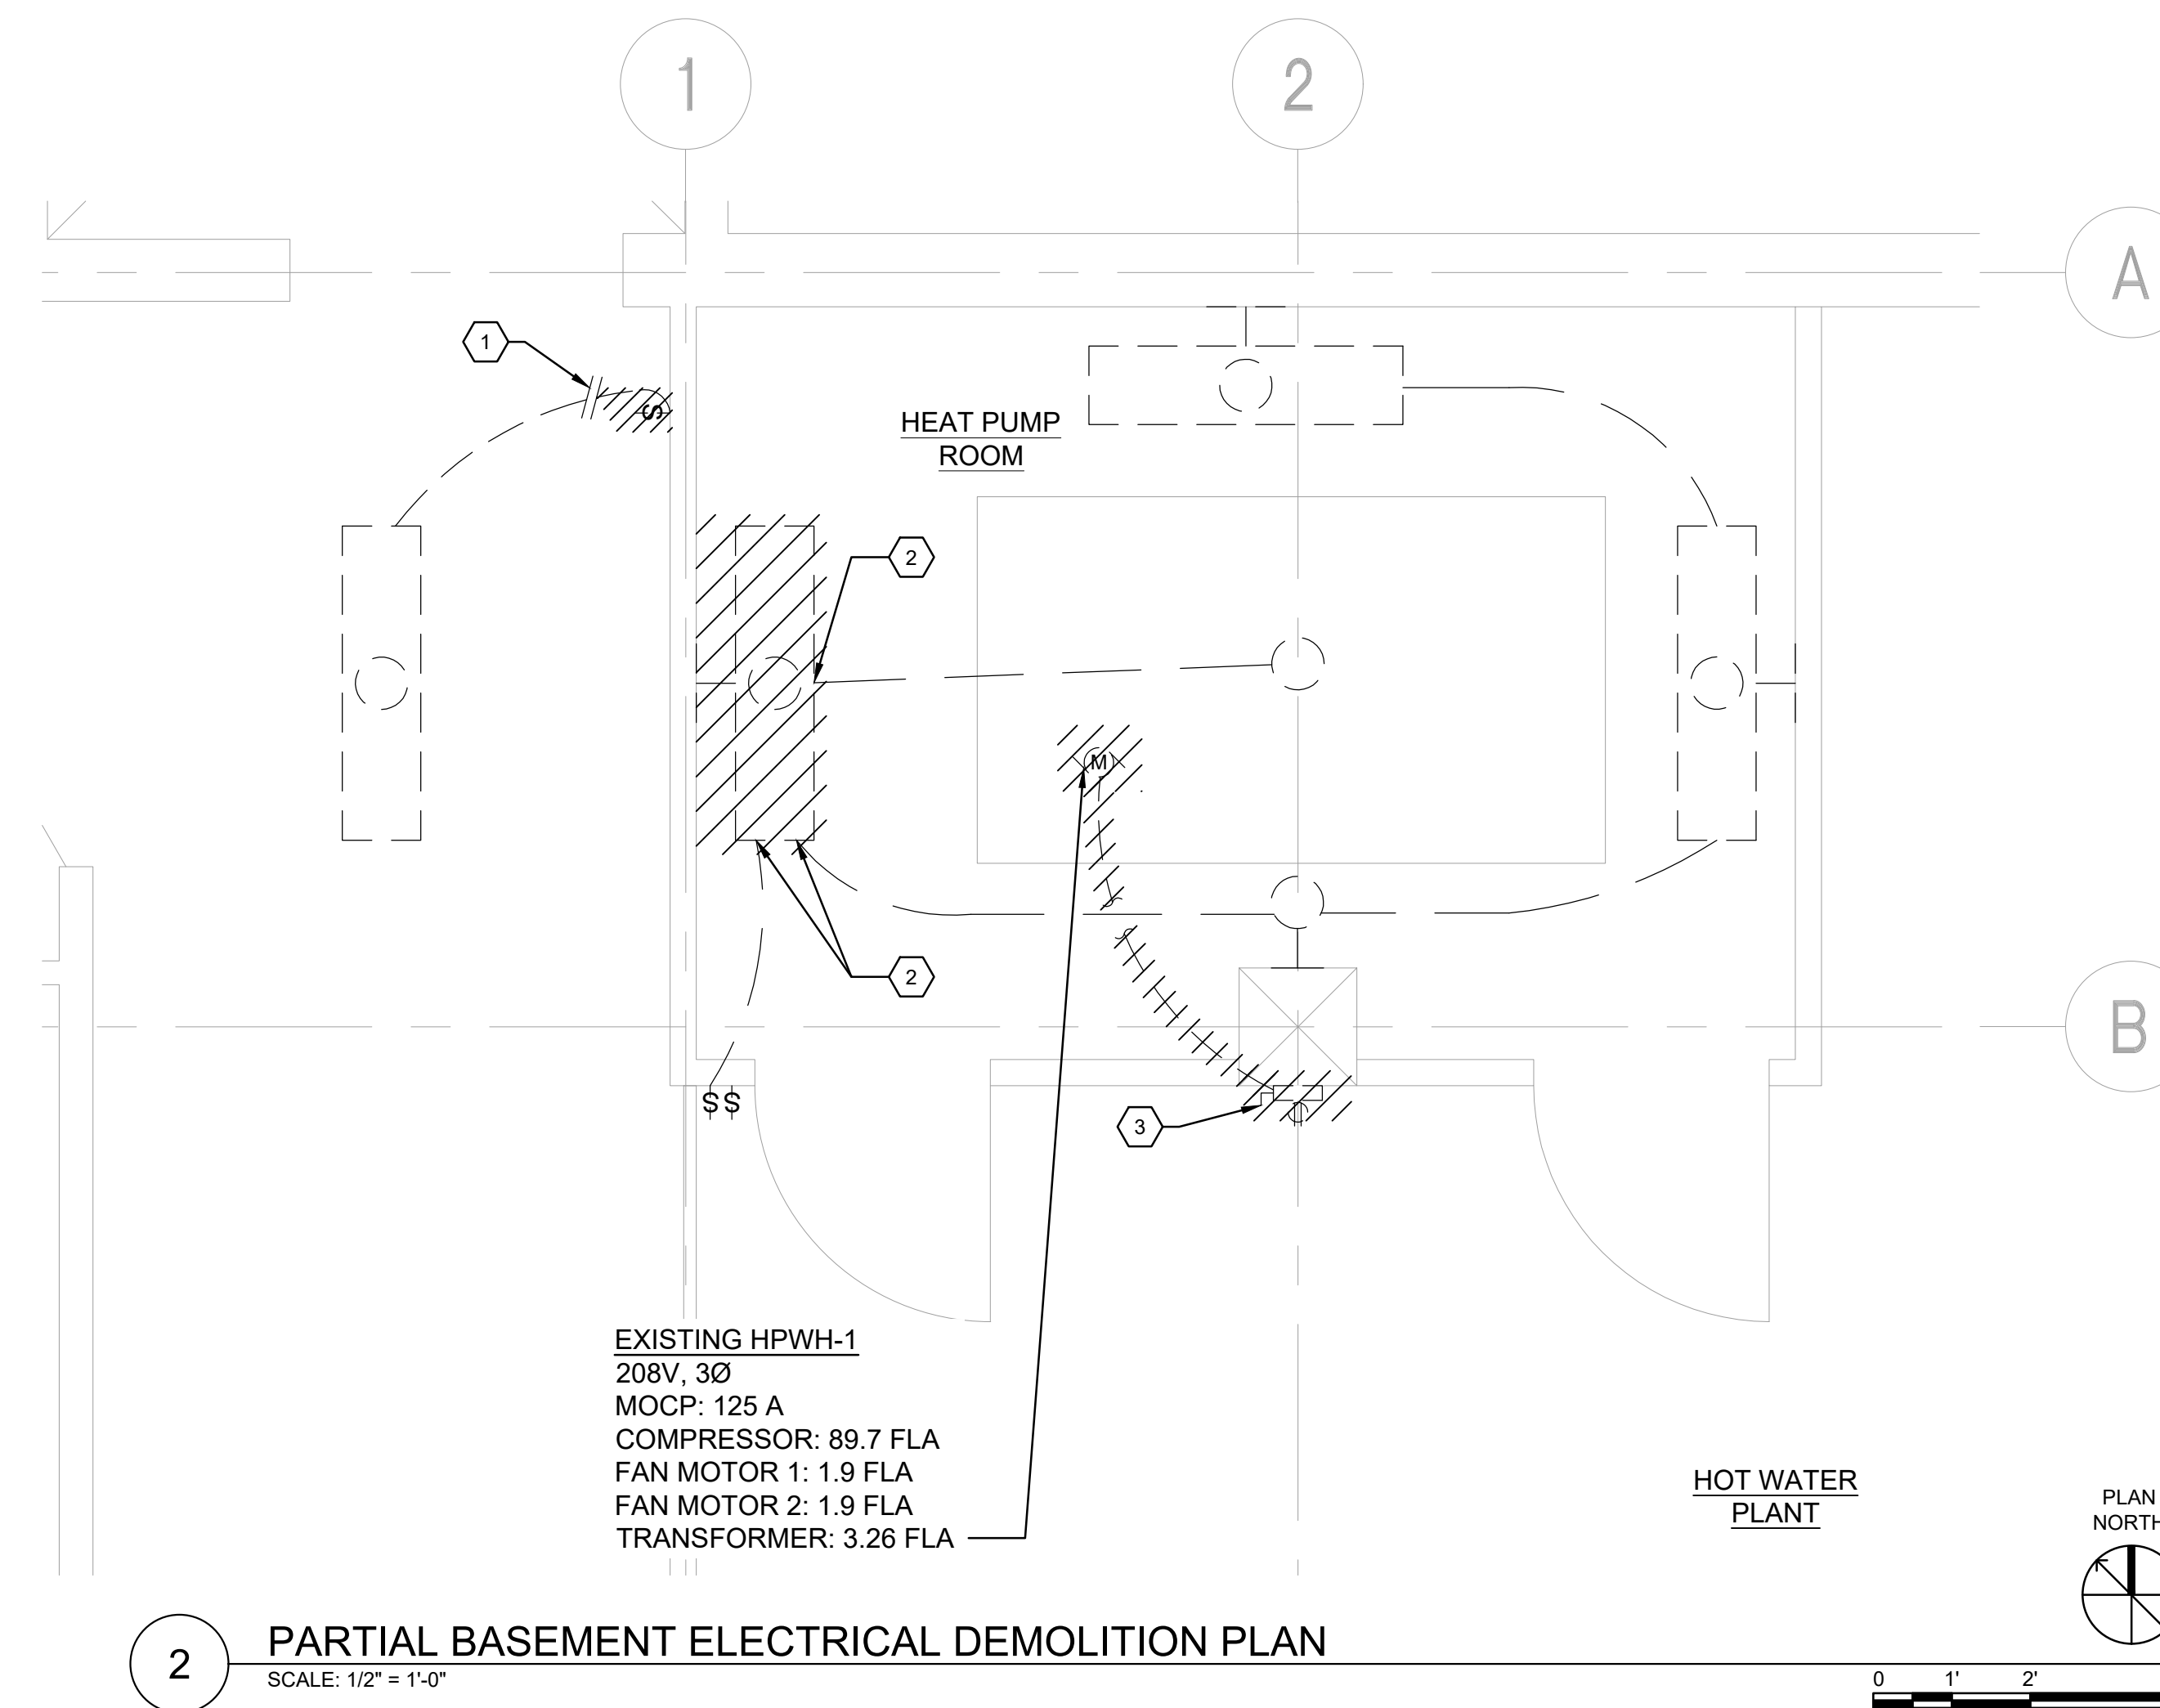 1
2
A
1
HEAT PUMP
ROOM
S
2
M
2
B
SS
3
EXISTING HPWH-1
208V, 3Ø
MOCP: 125 A
COMPRESSOR: 89.7 FLA
FAN MOTOR 1: 1.9 FLA
FAN MOTOR 2: 1.9 FLA
TRANSFORMER: 3.26 FLA
HOT WATER
PLANT
PLAN
NORTH
2
PARTIAL BASEMENT ELECTRICAL DEMOLITION PLAN
SCALE: 1/2" = 1'-0"
0 1' 2'